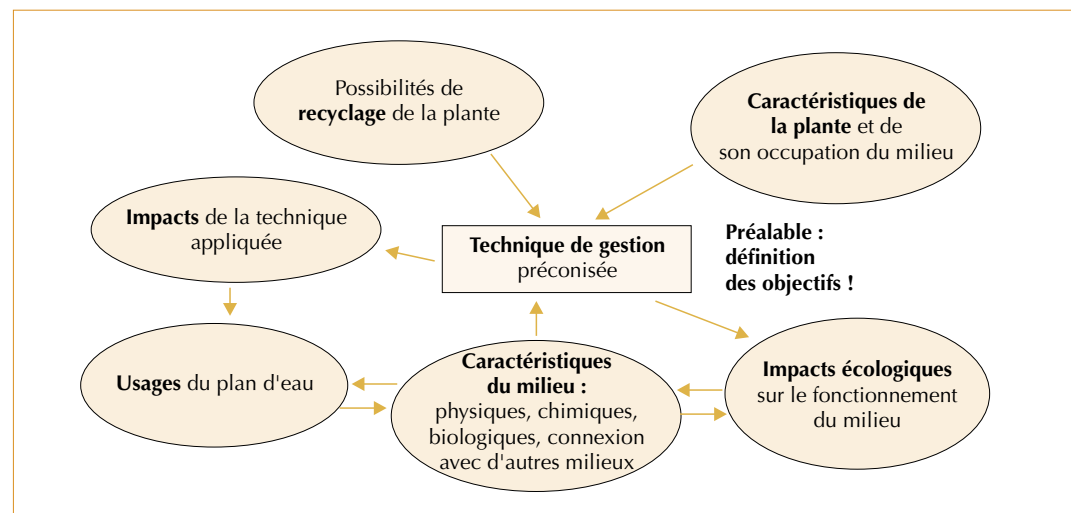 Possibilités de
recyclage de la plante
Caractéristiques de
la plante et de
son occupation du milieu
Impacts de la technique
appliquée
Technique de gestion
préconisée
Préalable :
définition
des objectifs !
Usages du plan d'eau
Caractéristiques
du milieu :
physiques, chimiques,
biologiques, connexion
avec d'autres milieux
Impacts écologiques
sur le fonctionnement
du milieu